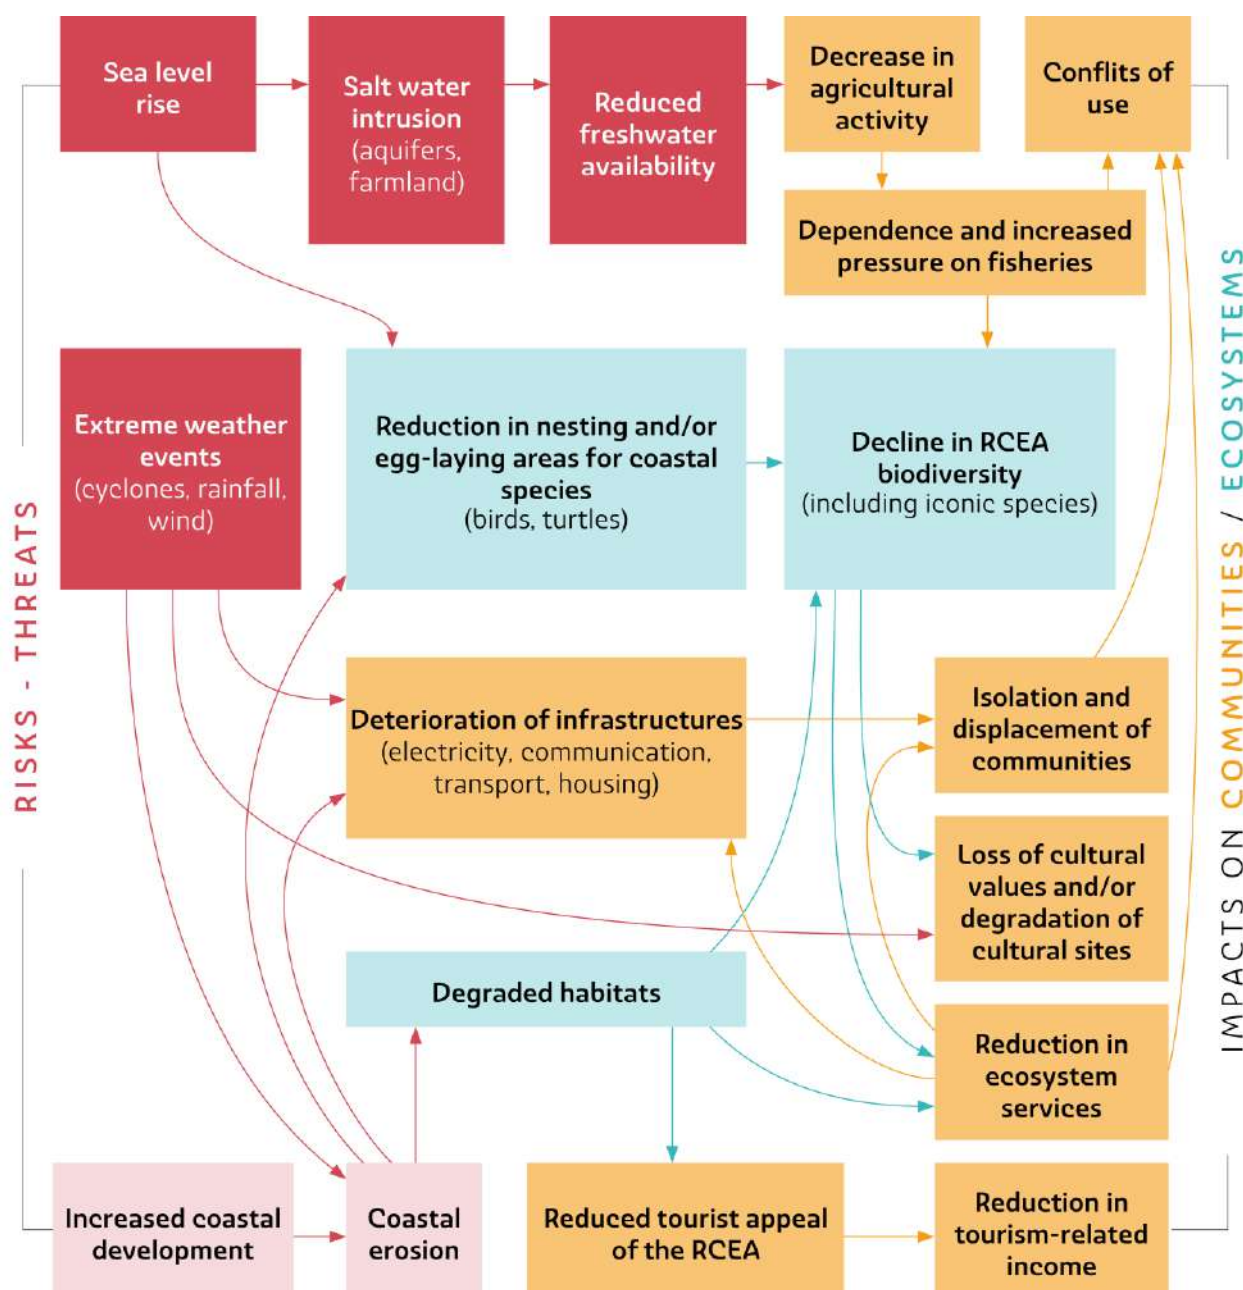 Sea level
rise
Salt water
intrusion
(aquifers,
farmland)
Reduced
freshwater
availability
Decrease in
agricultural
activity
Conflits of
use
Dependence and increased
pressure on fisheries
Extreme weather
events
(cyclones, rainfall,
wind)
Reduction in nesting and/or
egg-laying areas for coastal
species
(birds, turtles)
Decline in RCEA
biodiversity
(including iconic species)
Deterioration of infrastructures
(electricity, communication,
transport, housing)
Isolation and
displacement of
communities
Loss of cultural
values and/or
degradation of
cultural sites
Degraded habitats
Reduction in
ecosystem
services
Increased coastal
development
Coastal
erosion
Reduced tourist appeal
of the RCEA
Reduction in
tourism-related
income
RISKS - THREATS
IMPACTS ON COMMUNITIES / ECOSYSTEMS